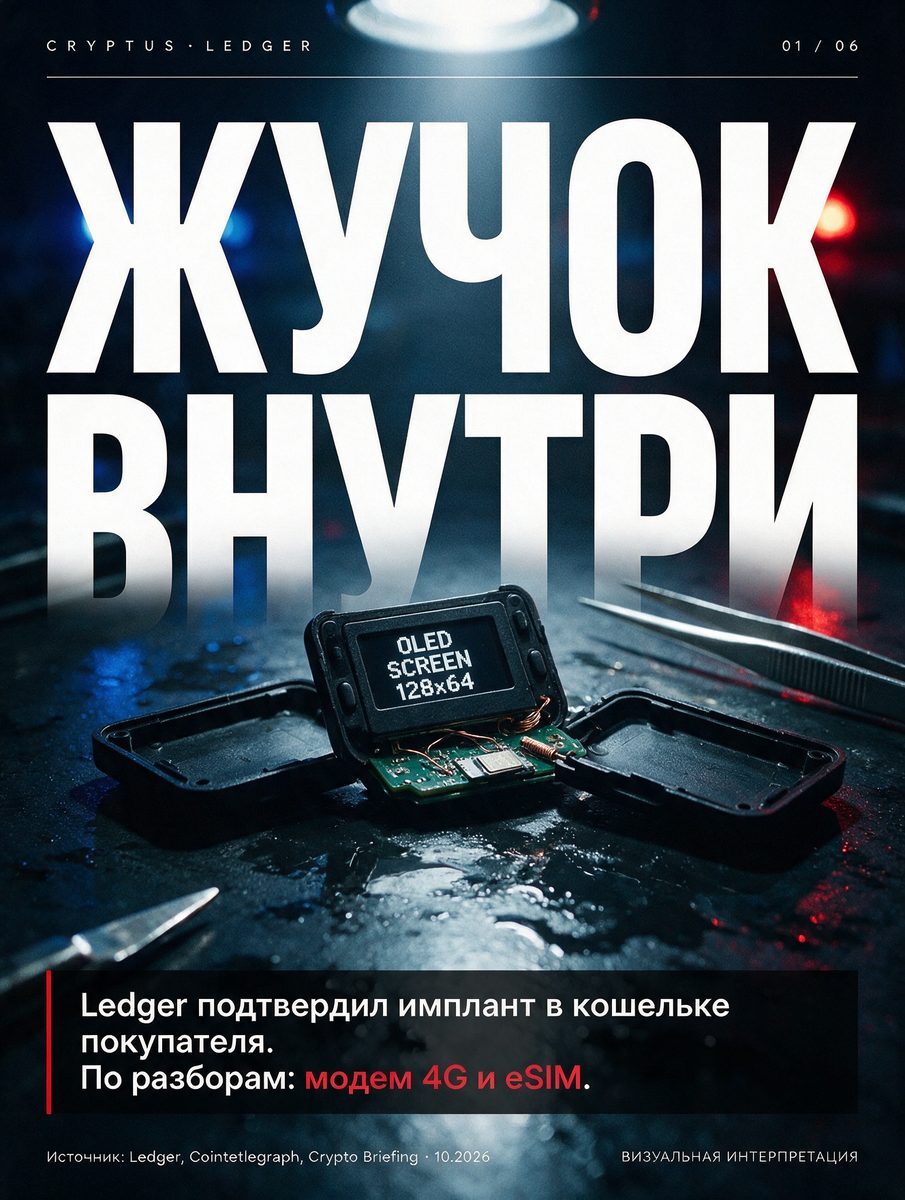 CRYPTUS · LEDGER
01 / 06
ЖУЧОК
ВНУТРИ
OLED
SCREEN
128x64
Ledger подтвердил имплант в кошельке
покупателя.
По разборам: модем 4G и eSIM.
Источник: Ledger, Cointetlegraph, Crypto Briefing · 10.2026
ВИЗУАЛЬНАЯ ИНТЕРПРЕТАЦИЯ